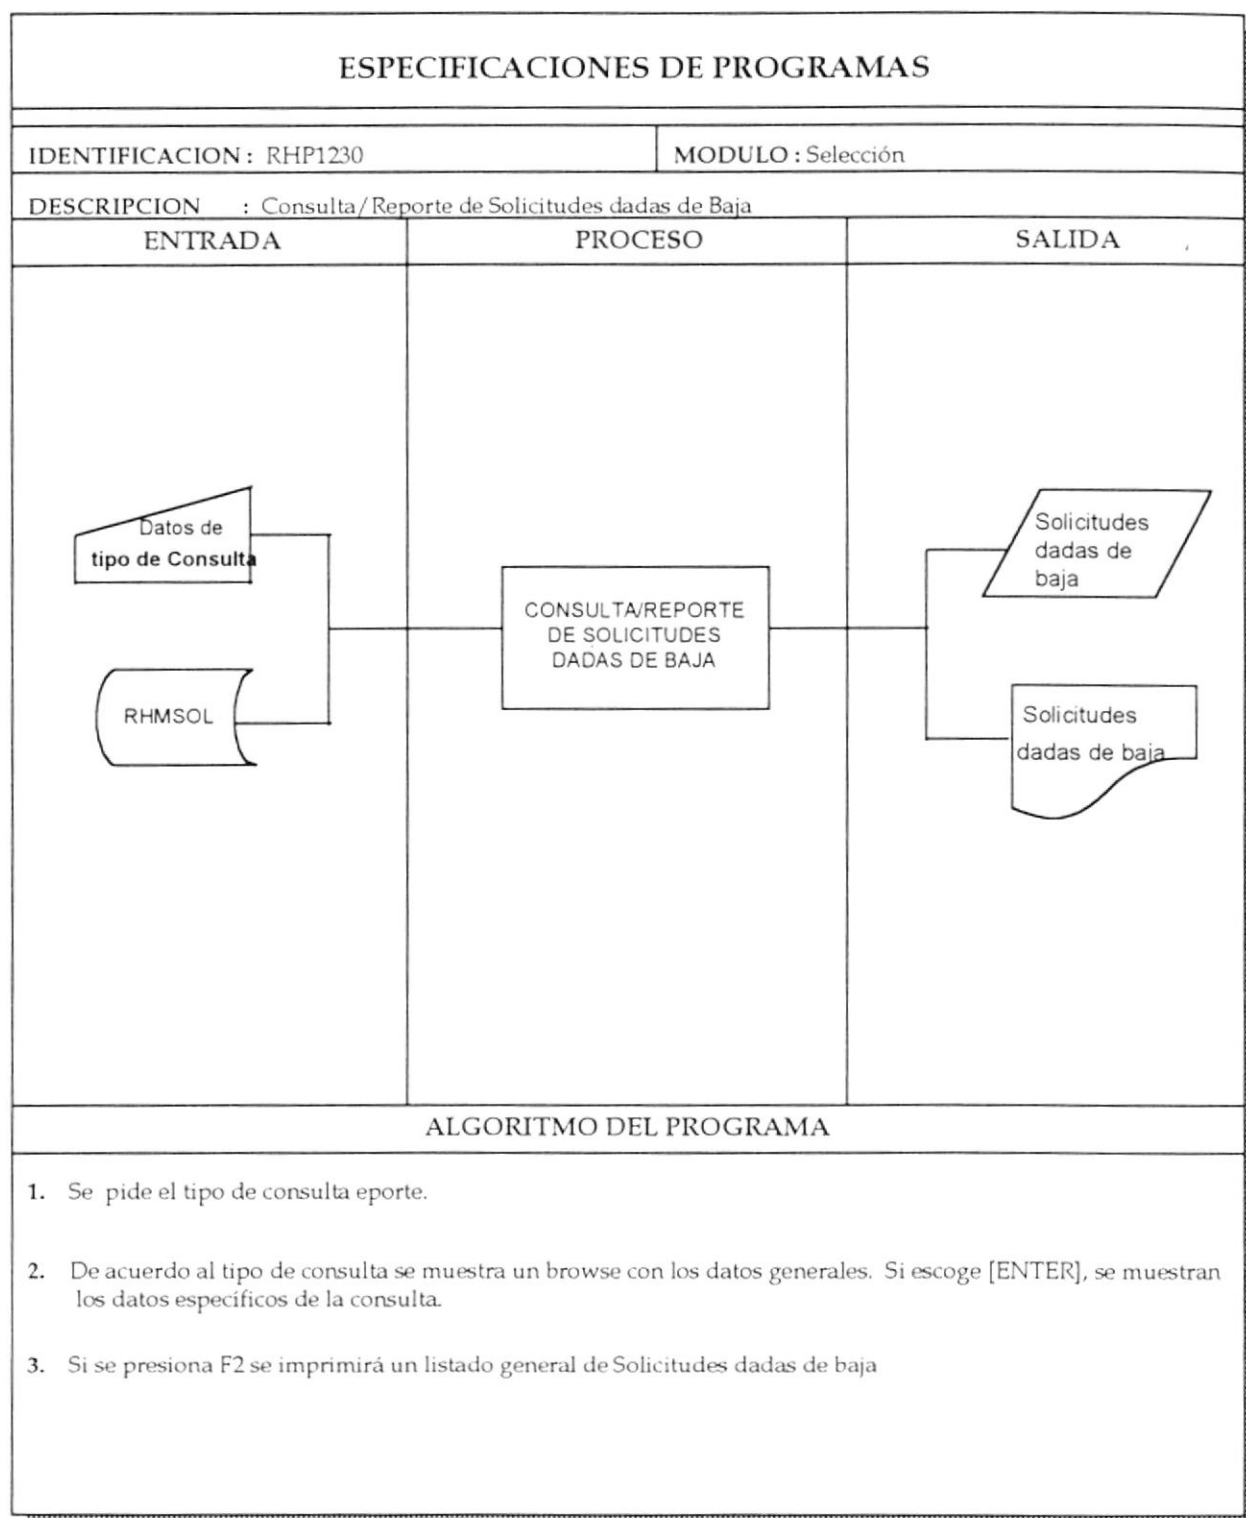 ESPECIFICACIONES DE PROGRAMAS
IDENTIFICACION : RHP1230
MODULO : Selección
DESCRIPCION : Consulta/Reporte de Solicitudes dadas de Baja
ENTRADA
PROCESO
SALIDA
Datos de
tipo de Consulta
RHMSOL
CONSULTA/REPORTE
DE SOLICITUDES
DADAS DE BAJA
Solicitudes
dadas de
baja
Solicitudes
dadas de baja
ALGORITMO DEL PROGRAMA
1. Se pide el tipo de consulta eporte.
2. De acuerdo al tipo de consulta se muestra un browse con los datos generales. Si escoge [ENTER], se muestran
los datos específicos de la consulta.
3. Si se presiona F2 se imprimirá un listado general de Solicitudes dadas de baja